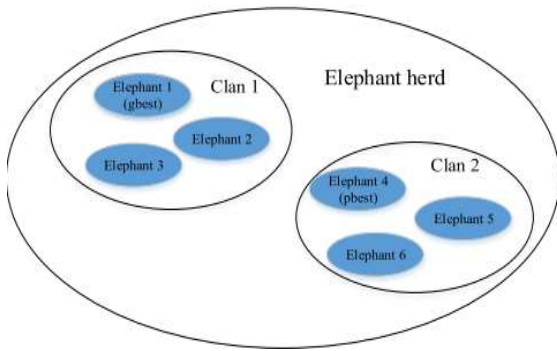 Elephant herd
Clan 1
Elephant 1
(gbest)
Elephant 2
Elephant 3
Clan 2
Elephant 4
(pbest)
Elephant 5
Elephant 6